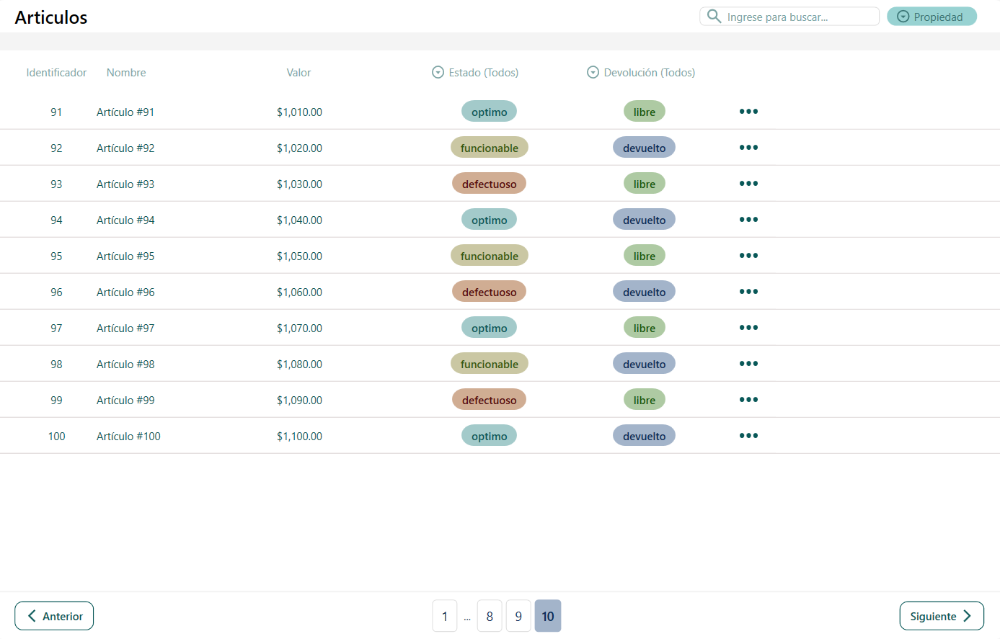 Articulos
Ingrese para buscar...
Propiedad
Identificador Nombre Valor Estado (Todos) Devolución (Todos)
91 Artículo #91 $1,010.00 optimo libre
92 Artículo #92 $1,020.00 funcionable devuelto
93 Artículo #93 $1,030.00 defectuoso libre
94 Artículo #94 $1,040.00 optimo devuelto
95 Artículo #95 $1,050.00 funcionable libre
96 Artículo #96 $1,060.00 defectuoso devuelto
97 Artículo #97 $1,070.00 optimo libre
98 Artículo #98 $1,080.00 funcionable devuelto
99 Artículo #99 $1,090.00 defectuoso libre
100 Artículo #100 $1,100.00 optimo devuelto
Anterior 1 ... 8 9 10 Siguiente